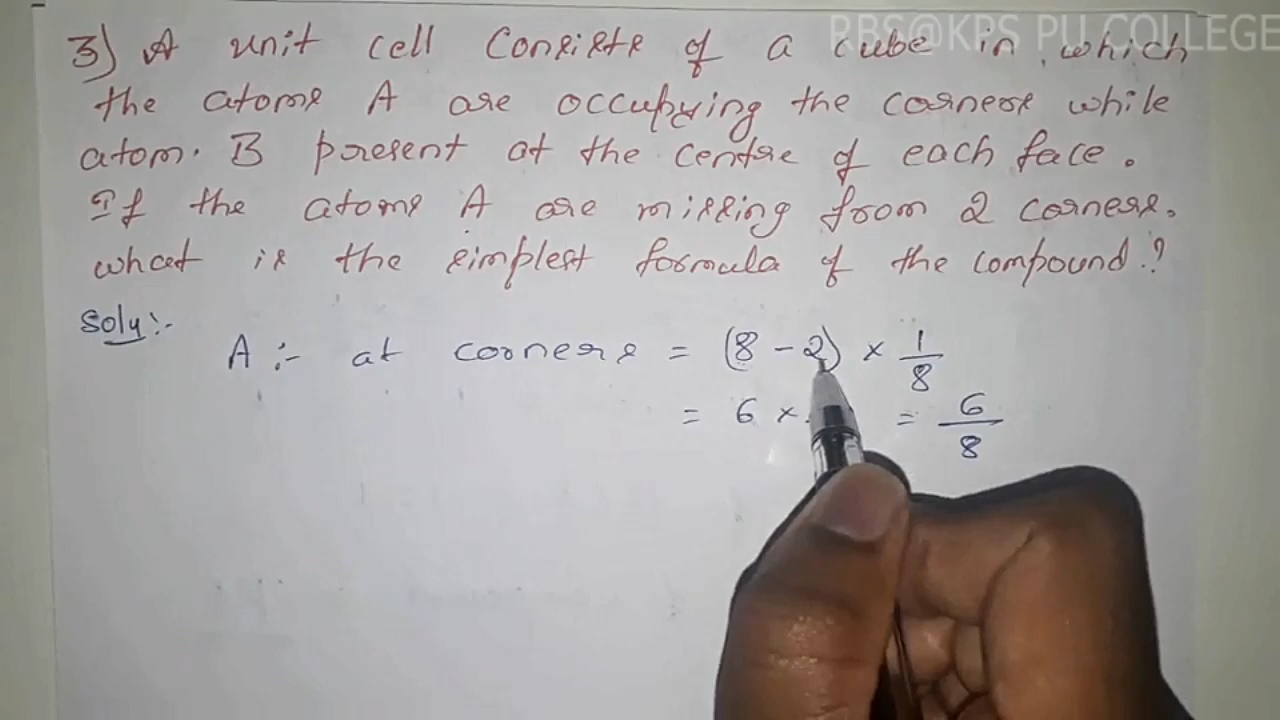 RBS@KPS PU COLLEGE
3) A unit cell consists of a cube in which
the atoms A are occupying the corners while
atom. B present at the centre of each face.
If the atoms A are missing from 2 corners.
what is the simplest formula of the compound.?
Soln:-
A :- at corners = (8 - 2) × 1/8
= 6 × = 6/8